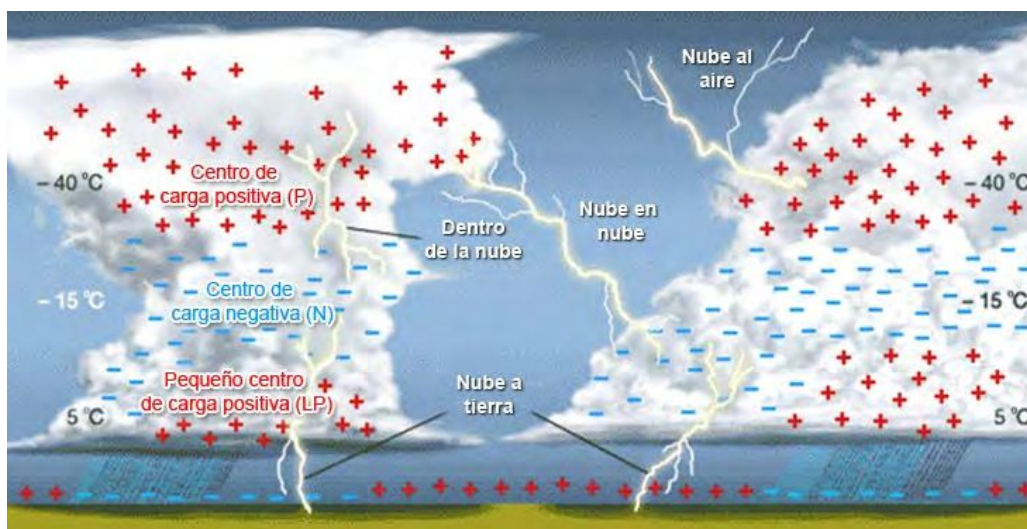 Nube al
aire
Centro de
carga positiva (P)
– 40 °C
– 40 °C
Nube en
nube
Dentro
de la nube
Centro de
carga negativa (N)
– 15 °C
– 15 °C
Pequeño centro
de carga positiva (LP)
Nube a
tierra
5 °C
5 °C